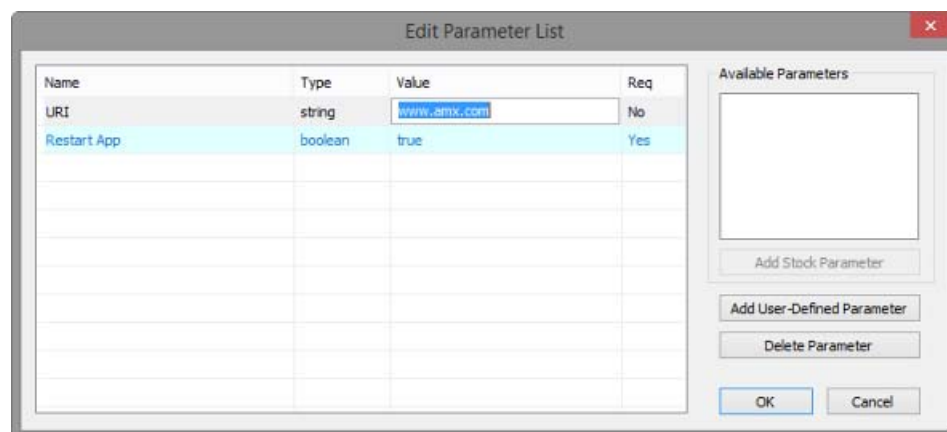 Edit Parameter List
Name Type Value Req
URI string www.amx.com No
Restart App boolean true Yes
Available Parameters
Add Stock Parameter
Add User-Defined Parameter
Delete Parameter
OK Cancel